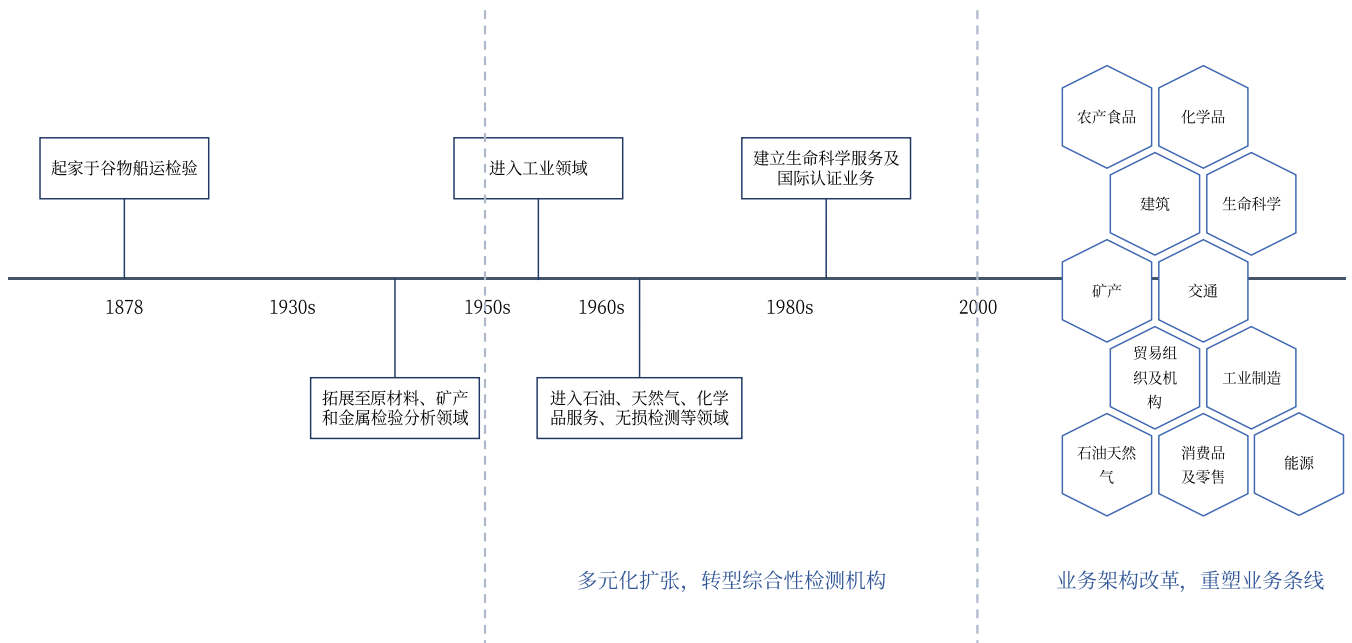 起家于谷物船运检验
进入工业领域
建立生命科学服务及
国际认证业务
1878
1930s
1950s
1960s
1980s
2000
拓展至原材料、矿产
和金属检验分析领域
进入石油、天然气、化学
品服务、无损检测等领域
农产食品
化学品
建筑
生命科学
矿产
交通
贸易组
织及机
构
工业制造
石油天然
气
消费品
及零售
能源
多元化扩张，转型综合性检测机构
业务架构改革，重塑业务条线